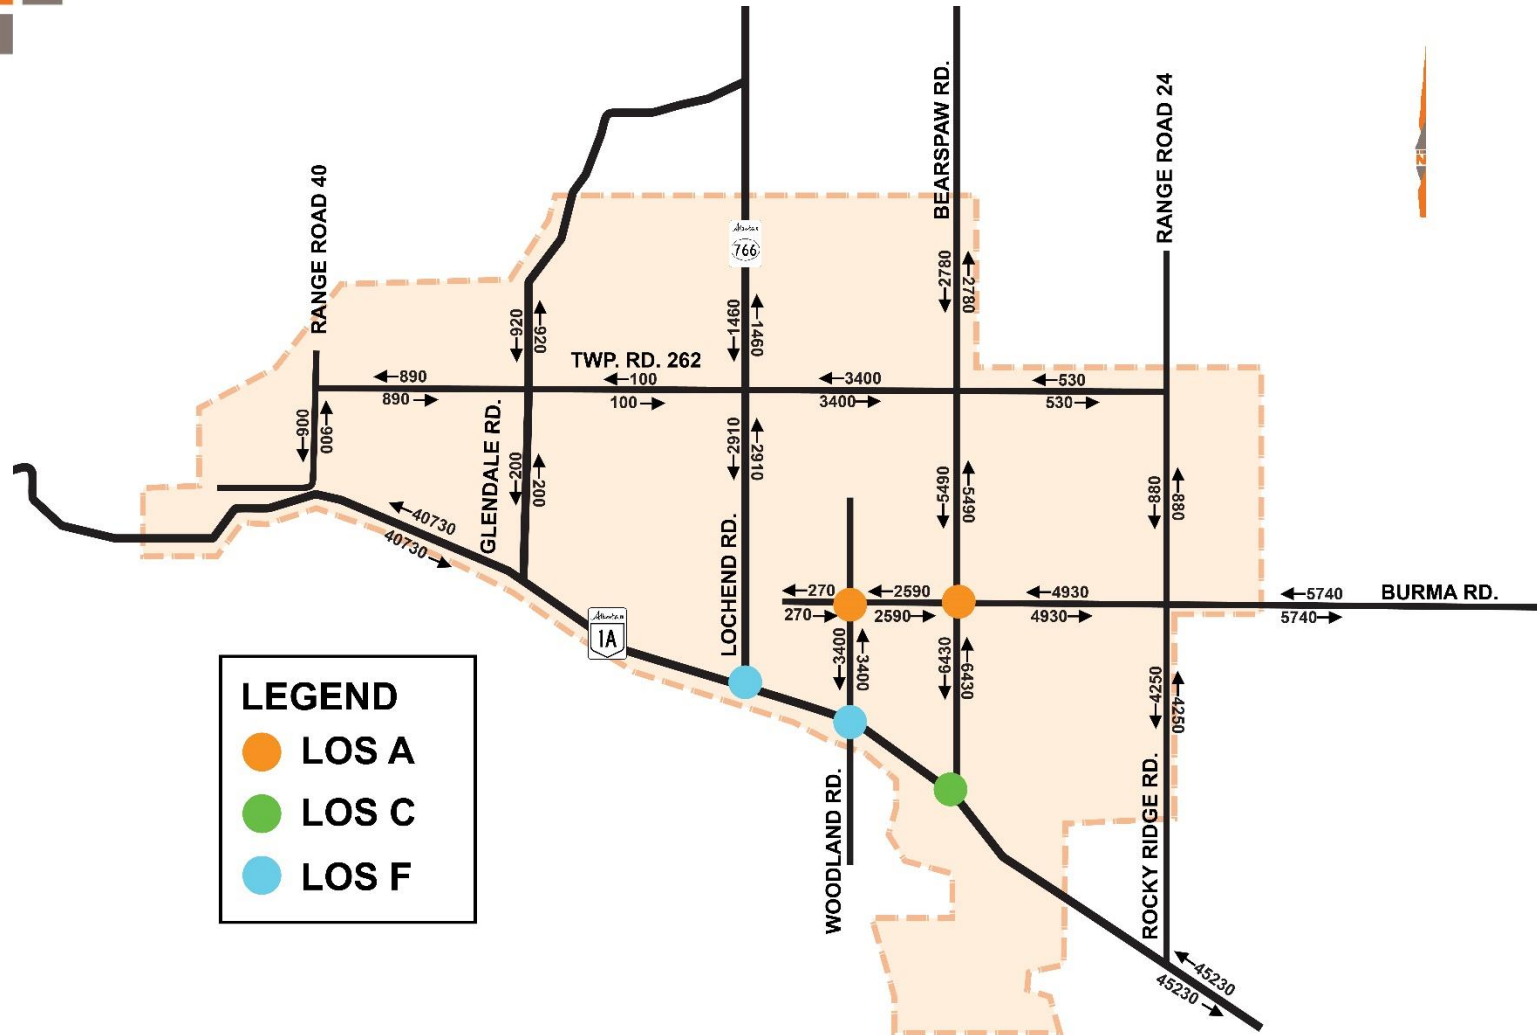 RANGE ROAD 40
BEARSPAW RD.
RANGE ROAD 24
N
Alberta
766
2780
2780
920
920
1460
1460
TWP. RD. 262
890
890
100
100
3400
3400
530
530
900
900
GLENDALE RD.
200
200
2910
2910
5490
5490
880
880
40730
40730
LOCHEND RD.
270
270
2590
2590
4930
4930
5740
5740
BURMA RD.
Alberta
1A
3400
3400
6430
6430
4250
4250
WOODLAND RD.
ROCKY RIDGE RD.
45230
45230
LEGEND
LOS A
LOS C
LOS F